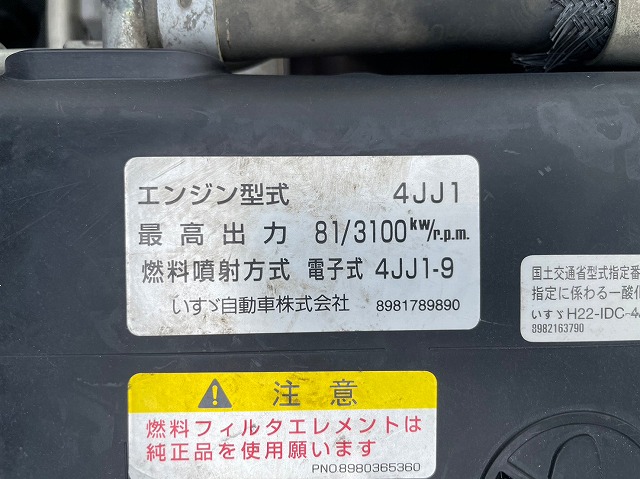 エンジン型式 4JJ1
最高出力 81/3100kw/r.p.m.
燃料噴射方式 電子式 4JJ1-9
いすゞ自動車株式会社 8981789890
国土交通省型式指定番
指定に係わる一酸化
いすゞH22-IDC-4
8982163790
注意
燃料フィルタエレメントは
純正品を使用願います
PNO.8980365360